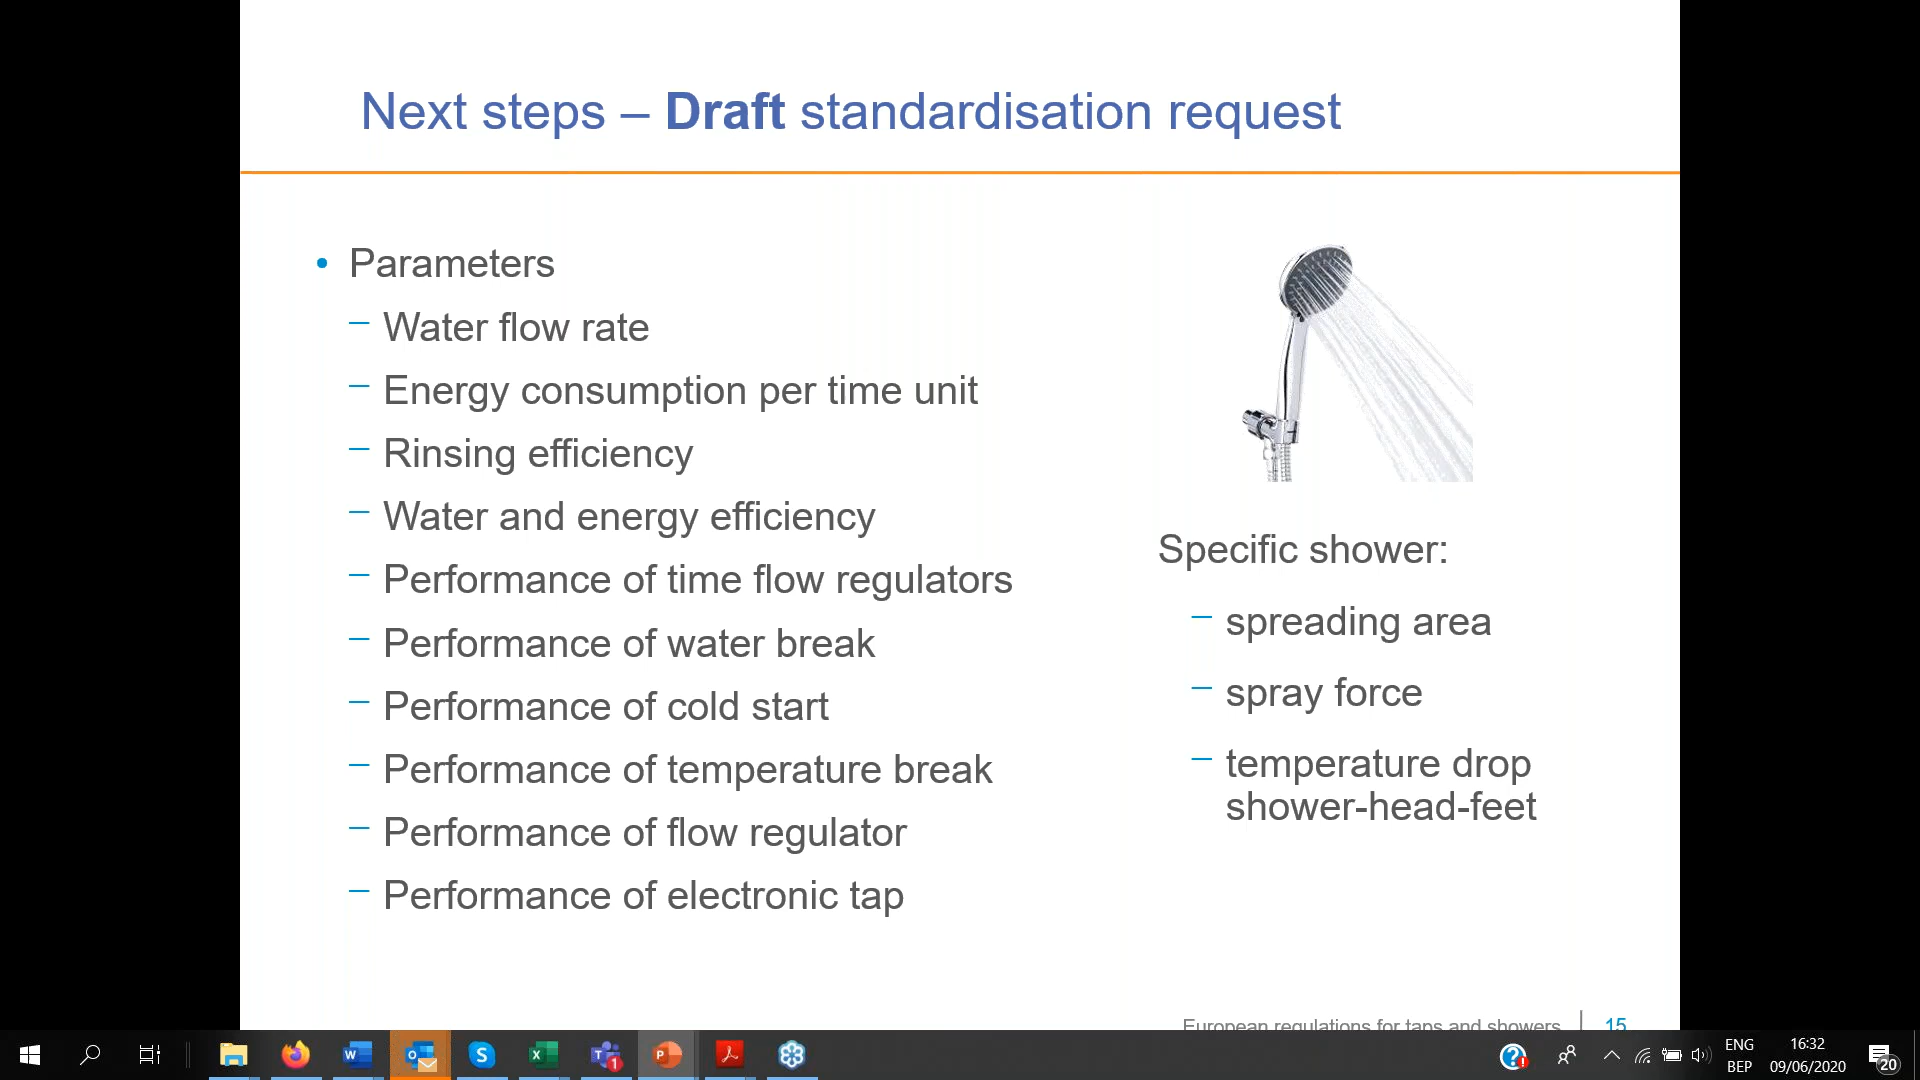 Next steps – Draft standardisation request
• Parameters
– Water flow rate
– Energy consumption per time unit
– Rinsing efficiency
– Water and energy efficiency
– Performance of time flow regulators
– Performance of water break
– Performance of cold start
– Performance of temperature break
– Performance of flow regulator
– Performance of electronic tap
Specific shower:
– spreading area
– spray force
– temperature drop
shower-head-feet
European regulations for taps and showers | 15
ENG
BEP
16:32
09/06/2020
20
1